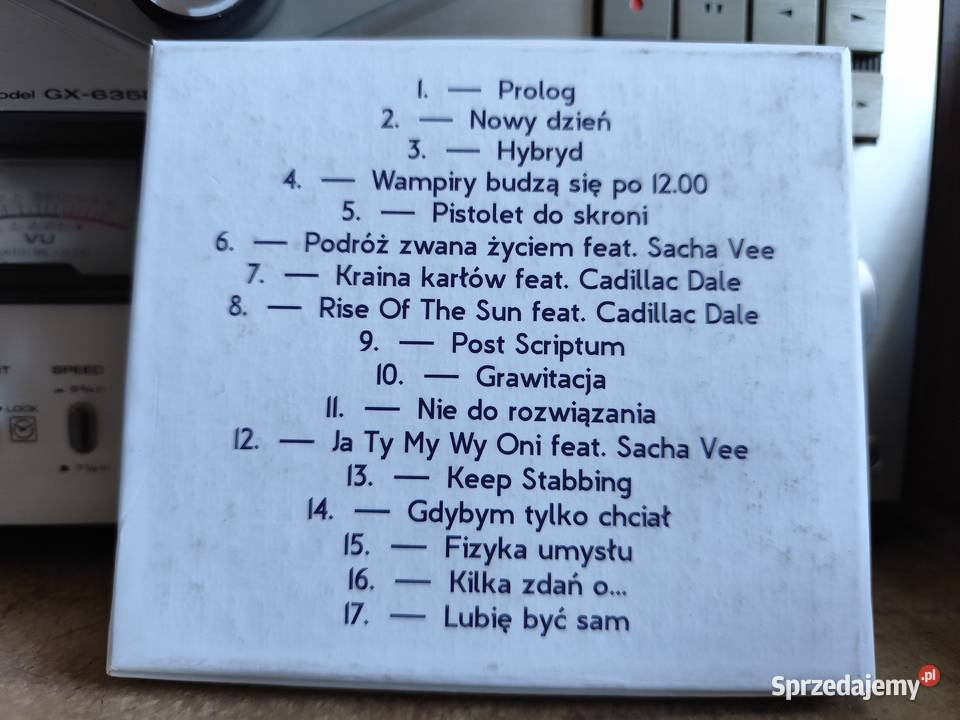 1. — Prolog
2. — Nowy dzień
3. — Hybryd
4. — Wampiry budzą się po 12.00
5. — Pistolet do skroni
6. — Podróż zwana życiem feat. Sacha Vee
7. — Kraina karłów feat. Cadillac Dale
8. — Rise Of The Sun feat. Cadillac Dale
9. — Post Scriptum
10. — Grawitacja
11. — Nie do rozwiązania
12. — Ja Ty My Wy Oni feat. Sacha Vee
13. — Keep Stabbing
14. — Gdybym tylko chciał
15. — Fizyka umysłu
16. — Kilka zdań o...
17. — Lubię być sam
GX-635
VU
SPEED
LOCK
Sprzedajemy.pl